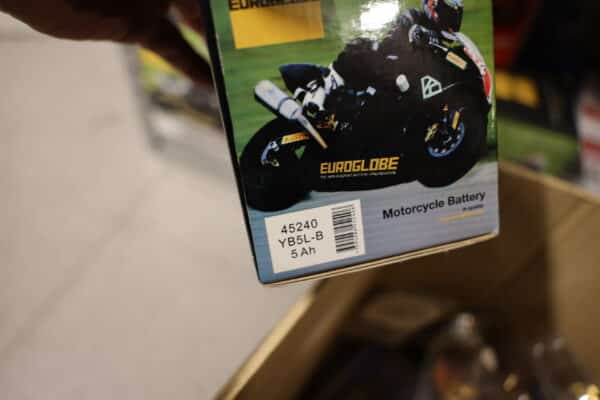 EUROGLOBE
EUROGLOBE
45240
YB5L-B
5 Ah
Motorcycle Battery